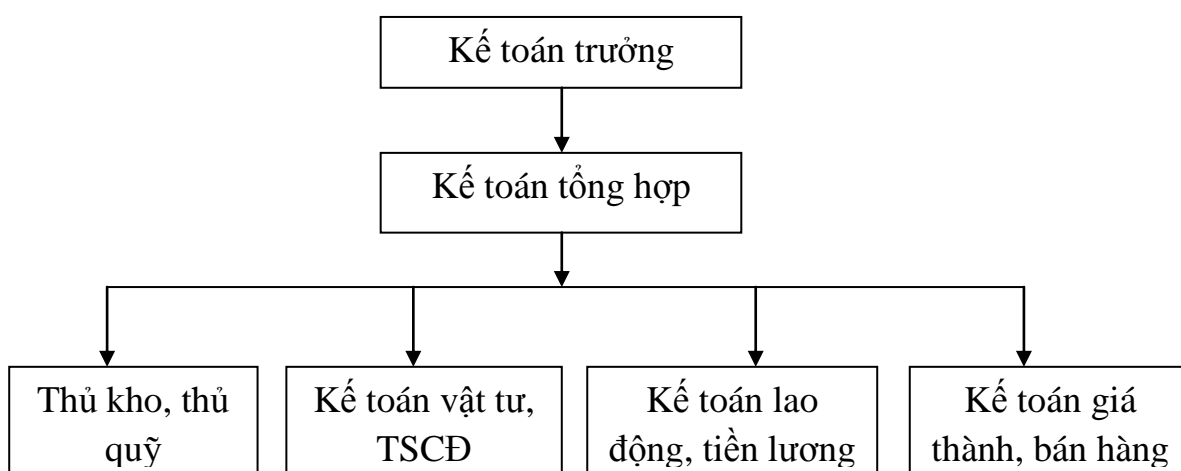 Kế toán trưởng
Kế toán tổng hợp
Thủ kho, thủ
quỹ
Kế toán vật tư,
TSCĐ
Kế toán lao
động, tiền lương
Kế toán giá
thành, bán hàng